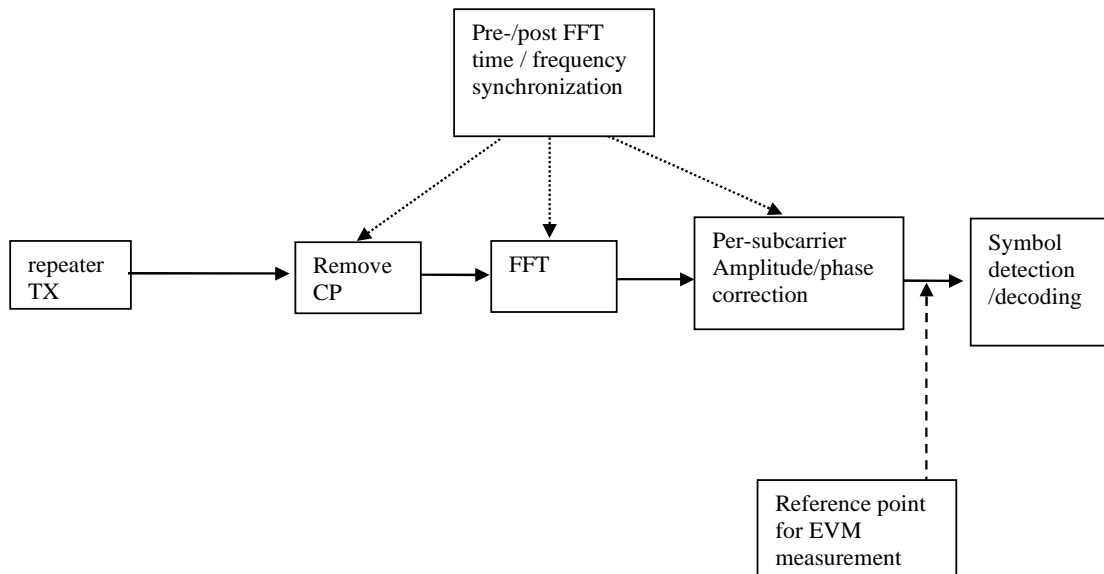 Pre-/post FFT
time / frequency
synchronization
repeater
TX
Remove
CP
FFT
Per-subcarrier
Amplitude/phase
correction
Symbol
detection
/decoding
Reference point
for EVM
measurement